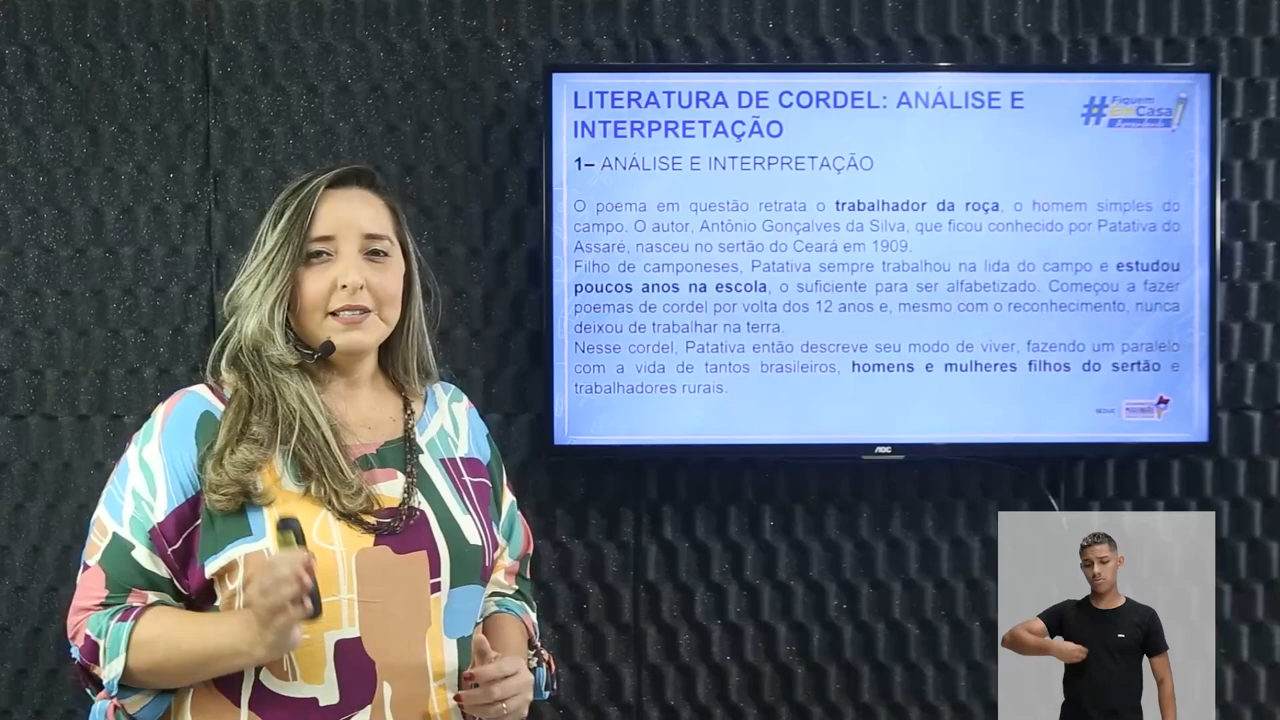 LITERATURA DE CORDEL: ANÁLISE E
INTERPRETAÇÃO
#Fiquem
EmCasa
1– ANÁLISE E INTERPRETAÇÃO
O poema em questão retrata o trabalhador da roça, o homem simples do
campo. O autor, Antônio Gonçalves da Silva, que ficou conhecido por Patativa do
Assaré, nasceu no sertão do Ceará em 1909.
Filho de camponeses, Patativa sempre trabalhou na lida do campo e estudou
poucos anos na escola, o suficiente para ser alfabetizado. Começou a fazer
poemas de cordel por volta dos 12 anos e, mesmo com o reconhecimento, nunca
deixou de trabalhar na terra.
Nesse cordel, Patativa então descreve seu modo de viver, fazendo um paralelo
com a vida de tantos brasileiros, homens e mulheres filhos do sertão e
trabalhadores rurais.
SEDUC
AOC